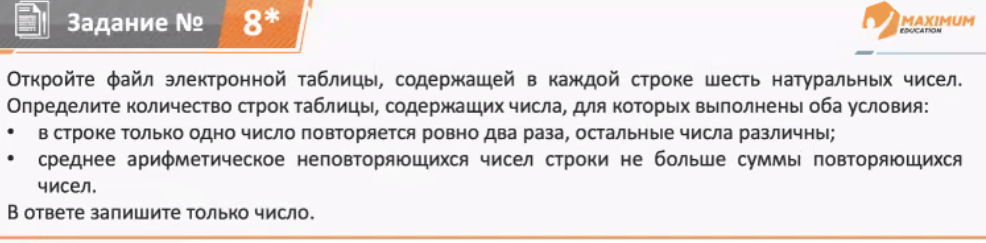 Задание № 8*
MAXIMUM
EDUCATION
Откройте файл электронной таблицы, содержащей в каждой строке шесть натуральных чисел.
Определите количество строк таблицы, содержащих числа, для которых выполнены оба условия:
• в строке только одно число повторяется ровно два раза, остальные числа различны;
• среднее арифметическое неповторяющихся чисел строки не больше суммы повторяющихся
чисел.
В ответе запишите только число.